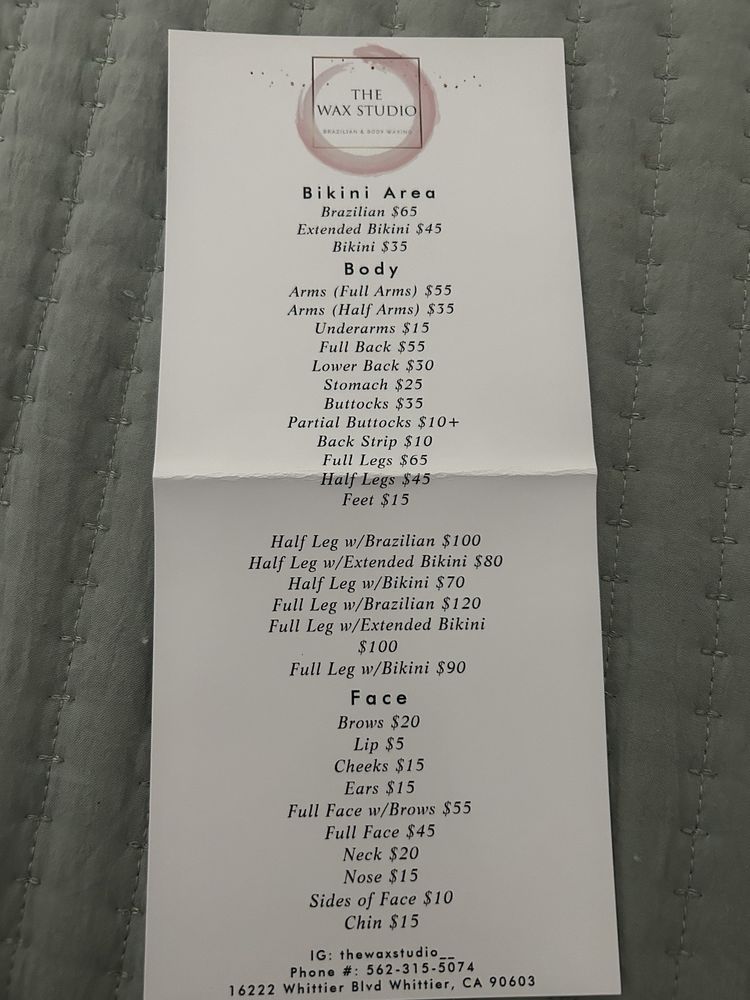 THE
WAX STUDIO
BRAZILIAN & BODY WAXING
Bikini Area
Brazilian $65
Extended Bikini $45
Bikini $35
Body
Arms (Full Arms) $55
Arms (Half Arms) $35
Underarms $15
Full Back $55
Lower Back $30
Stomach $25
Buttocks $35
Partial Buttocks $10+
Back Strip $10
Full Legs $65
Half Legs $45
Feet $15
Half Leg w/Brazilian $100
Half Leg w/Extended Bikini $80
Half Leg w/Bikini $70
Full Leg w/Brazilian $120
Full Leg w/Extended Bikini
$100
Full Leg w/Bikini $90
Face
Brows $20
Lip $5
Cheeks $15
Ears $15
Full Face w/Brows $55
Full Face $45
Neck $20
Nose $15
Sides of Face $10
Chin $15
IG: thewaxstudio__
Phone #: 562-315-5074
16222 Whittier Blvd Whittier, CA 90603